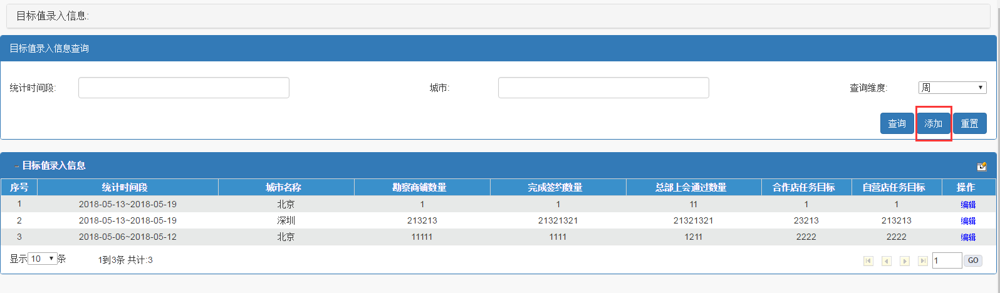 目标值录入信息:
目标值录入信息查询
统计时间段: 城市: 查询维度: 周
查询 添加 重置
目标值录入信息
序号 统计时间段 城市名称 勘察商铺数量 完成签约数量 总部上会通过数量 合作店任务目标 自营店任务目标 操作
1 2018-05-13~2018-05-19 北京 1 1 11 1 1 编辑
2 2018-05-13~2018-05-19 深圳 213213 21321321 21321321 23213 213213 编辑
3 2018-05-06~2018-05-12 北京 11111 1111 1211 2222 2222 编辑
显示 10 条 1到3条 共计:3 1 GO